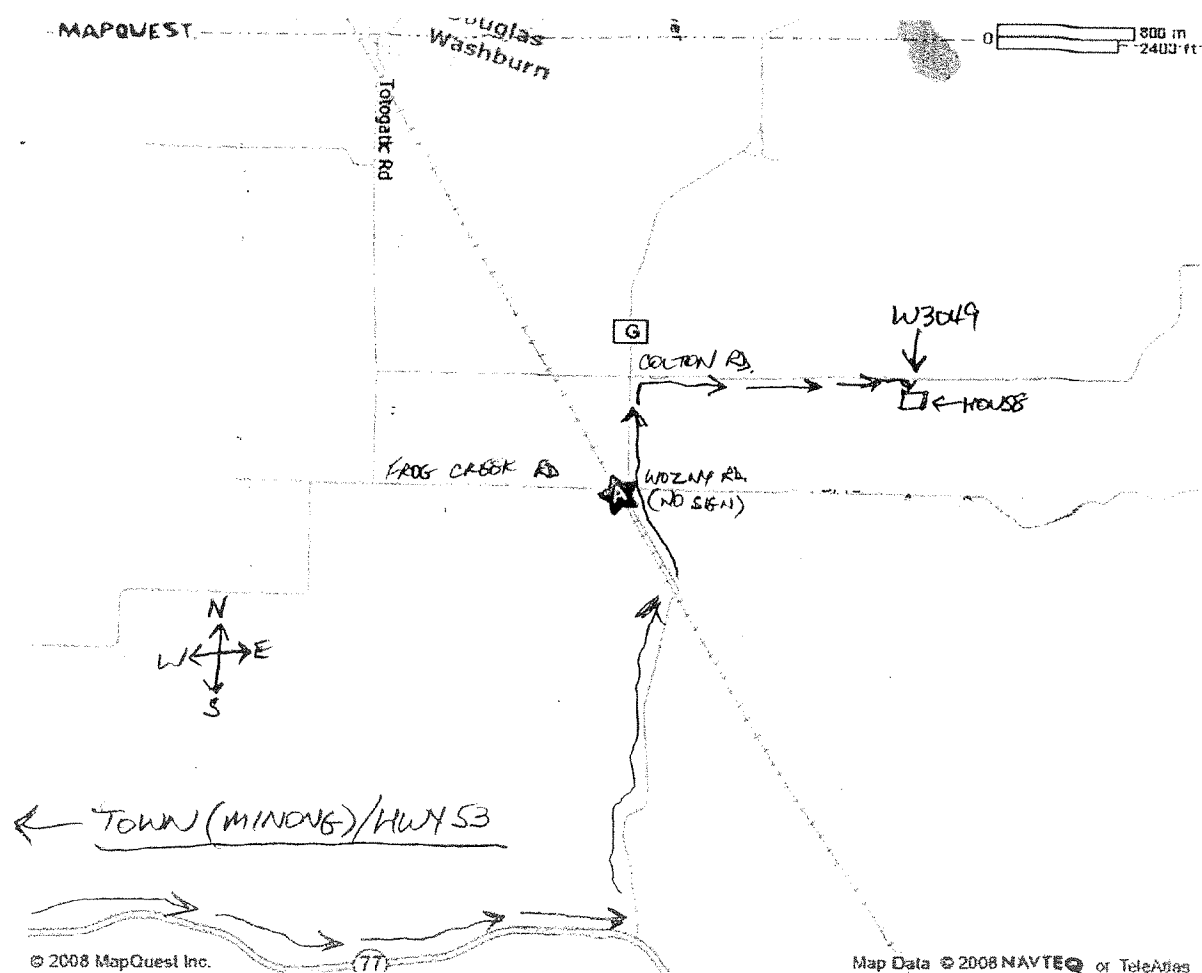 MAPQUEST
Douglas
Washburn
0
800 m
2400 ft
Totogatic Rd
G
W3049
COLTON RD.
← HOUSE
FROG CREEK RD
A
WOZNY RD.
(NO SIGN)
N
W E
S
← TOWN (MINONG)/HWY 53
77
© 2008 MapQuest Inc.
Map Data © 2008 NAVTEQ or TeleAtlas